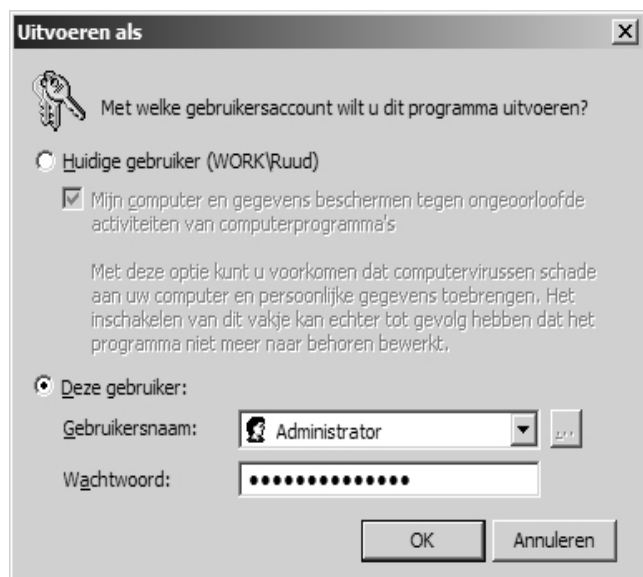 Uitvoeren als
Met welke gebruikersaccount wilt u dit programma uitvoeren?
Huidige gebruiker (WORK\Ruud)
Mijn computer en gegevens beschermen tegen ongeoorloofde
activiteiten van computerprogramma's
Met deze optie kunt u voorkomen dat computervirussen schade
aan uw computer en persoonlijke gegevens toebrengen. Het
inschakelen van dit vakje kan echter tot gevolg hebben dat het
programma niet meer naar behoren bewerkt.
Deze gebruiker:
Gebruikersnaam: Administrator ...
Wachtwoord: ••••••••••••••
OK Annuleren